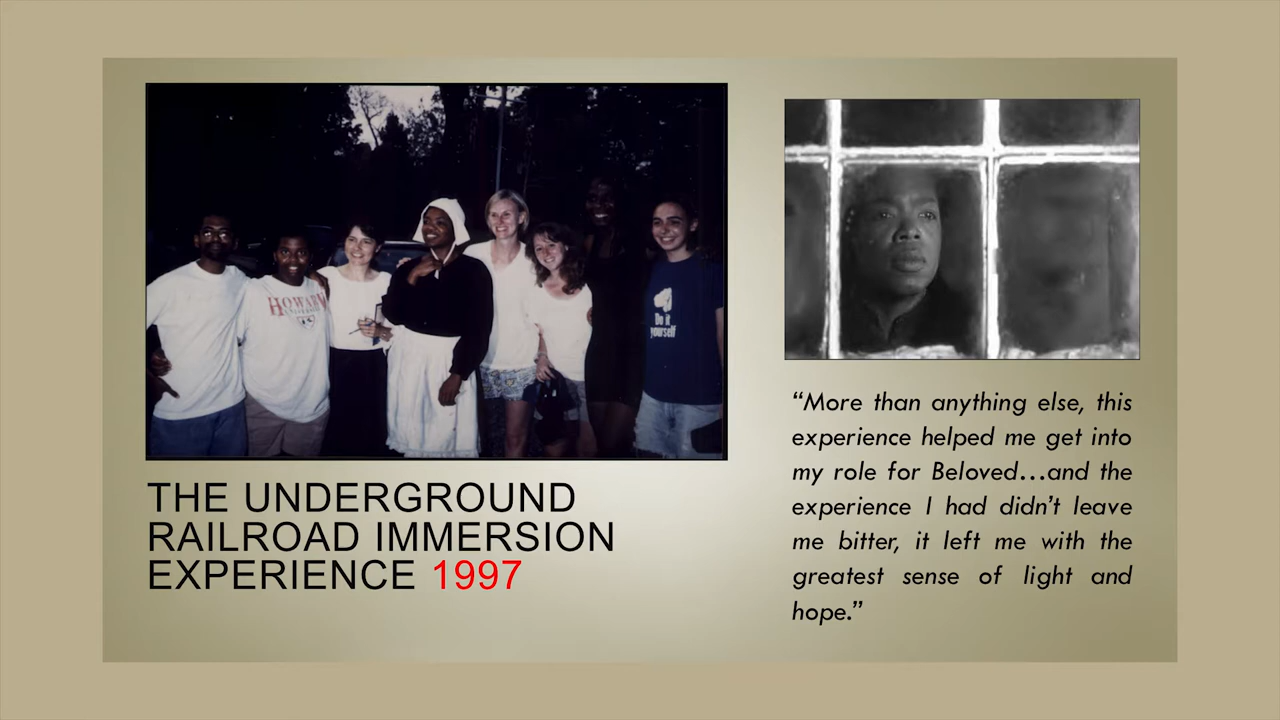 HOWARD
UNIVERSITY
Do it
yourself
THE UNDERGROUND
RAILROAD IMMERSION
EXPERIENCE 1997
“More than anything else, this
experience helped me get into
my role for Beloved…and the
experience I had didn’t leave
me bitter, it left me with the
greatest sense of light and
hope.”